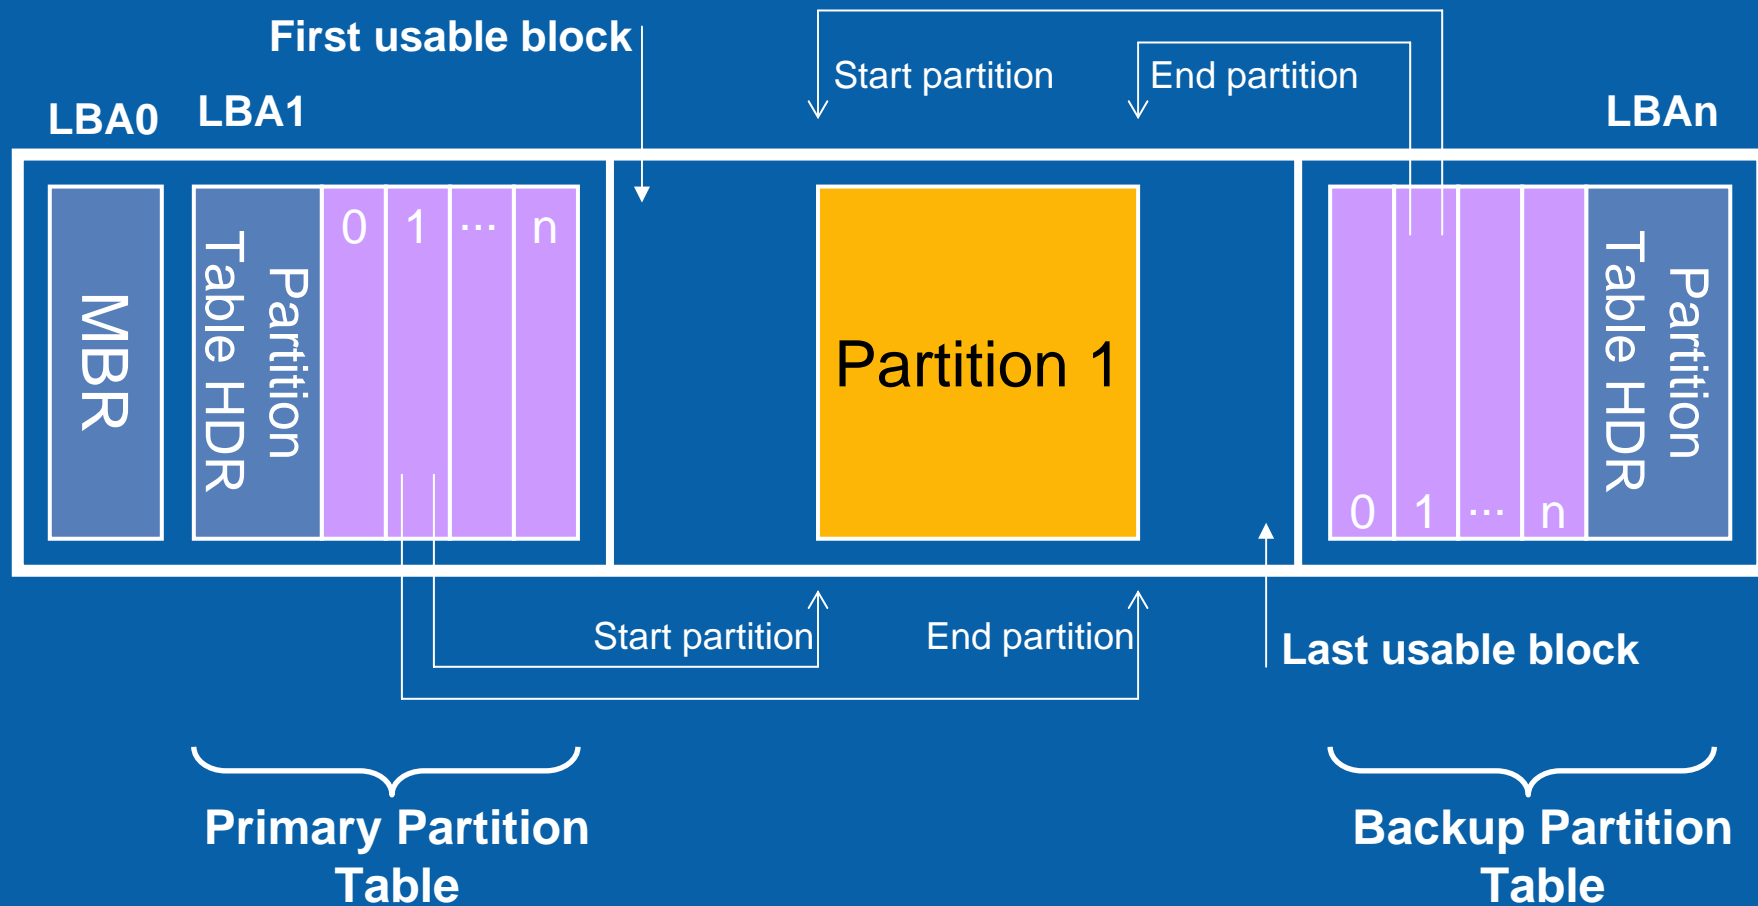 First usable block
Start partition
End partition
LBA0
LBA1
LBAn
MBR
Partition
Table HDR
0 1 ... n
Partition 1
0 1 ... n
Partition
Table HDR
Start partition
End partition
Last usable block
Primary Partition
Table
Backup Partition
Table